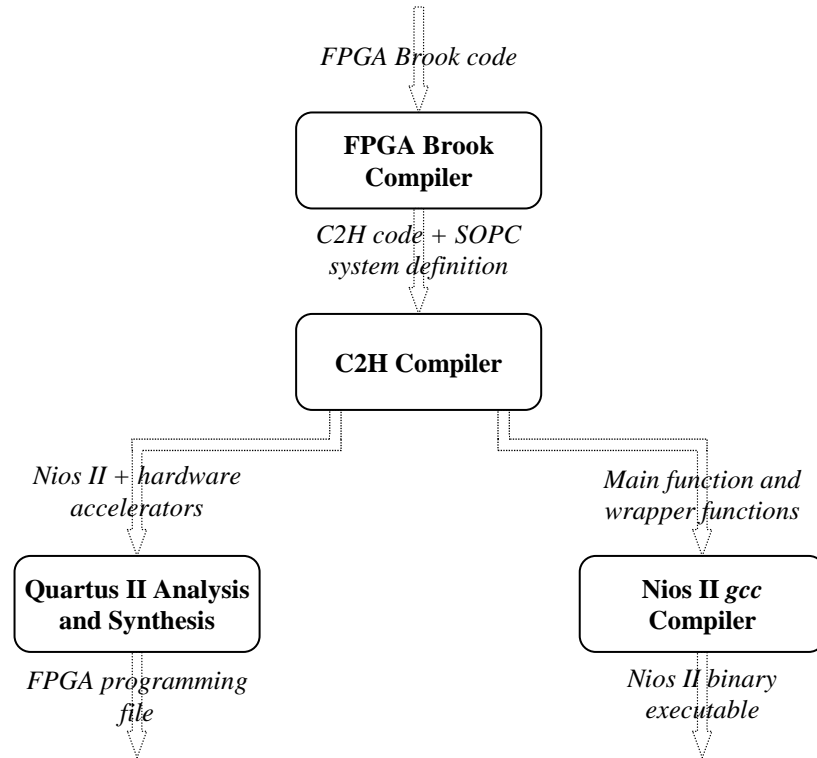 FPGA Brook code
FPGA Brook
Compiler
C2H code + SOPC
system definition
C2H Compiler
Nios II + hardware
accelerators
Main function and
wrapper functions
Quartus II Analysis
and Synthesis
Nios II gcc
Compiler
FPGA programming
file
Nios II binary
executable